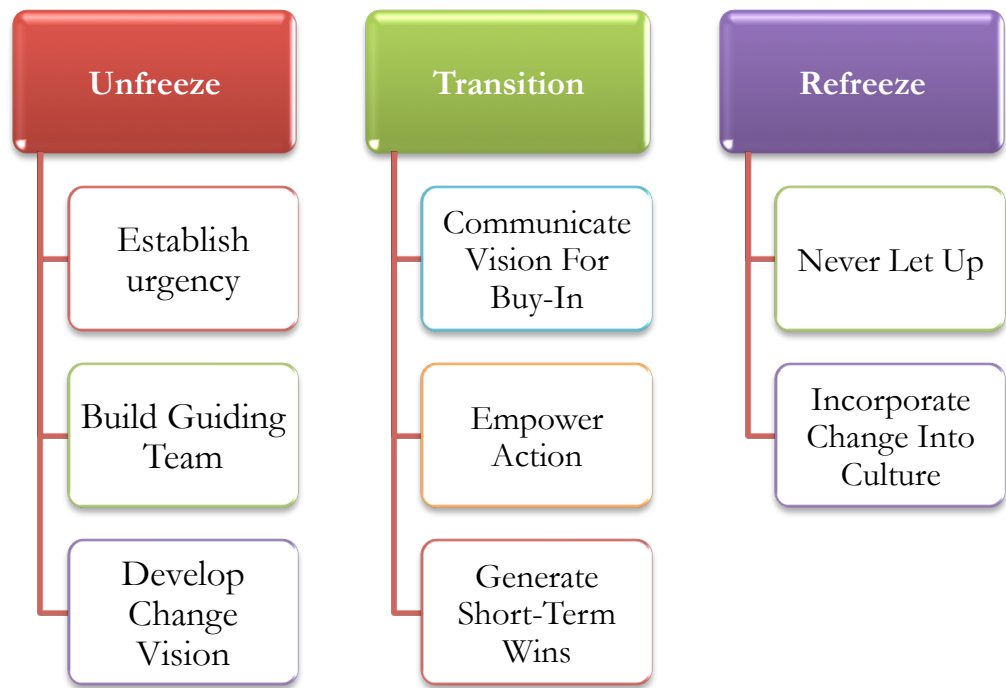 Unfreeze
Establish
urgency
Build Guiding
Team
Develop
Change
Vision
Transition
Communicate
Vision For
Buy-In
Empower
Action
Generate
Short-Term
Wins
Refreeze
Never Let Up
Incorporate
Change Into
Culture